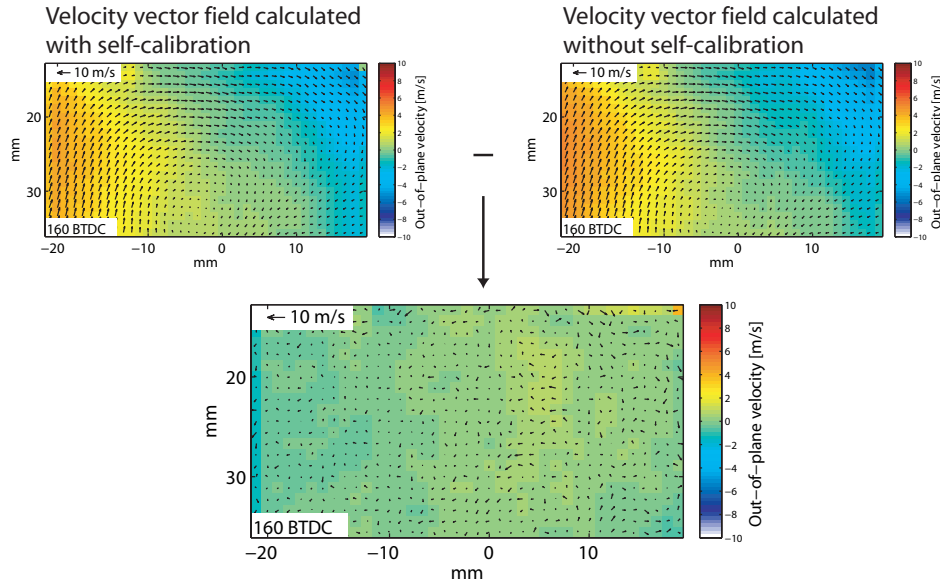 Velocity vector field calculated
with self-calibration
Velocity vector field calculated
without self-calibration
10 m/s
20
30
mm
160 BTDC
−20
−10
0
10
mm
10
8
6
4
2
0
−2
−4
−6
−8
−10
Out−of−plane velocity [m/s]
−
10 m/s
20
30
mm
160 BTDC
−20
−10
0
10
mm
10
8
6
4
2
0
−2
−4
−6
−8
−10
Out−of−plane velocity [m/s]
10 m/s
20
30
mm
160 BTDC
−20
−10
0
10
mm
10
8
6
4
2
0
−2
−4
−6
−8
−10
Out−of−plane velocity [m/s]